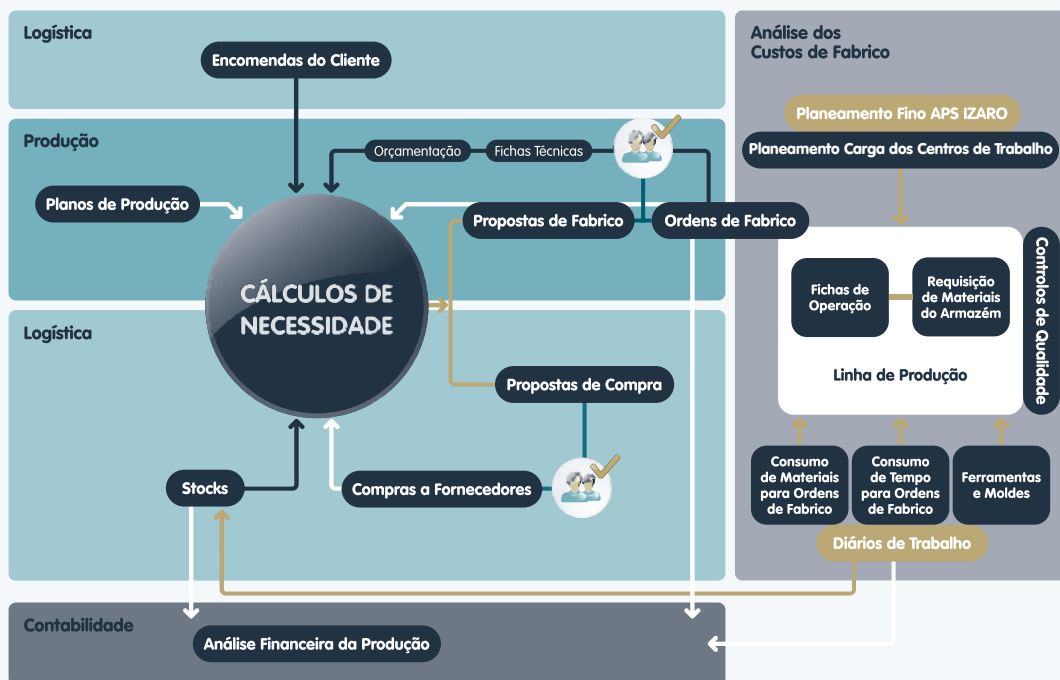 Logística
Encomendas do Cliente
Produção
Orçamentação
Fichas Técnicas
Planos de Produção
Propostas de Fabrico
Ordens de Fabrico
CÁLCULOS DE
NECESSIDADE
Logística
Propostas de Compra
Stocks
Compras a Fornecedores
Contabilidade
Análise Financeira da Produção
Análise dos
Custos de Fabrico
Planeamento Fino APS IZARO
Planeamento Carga dos Centros de Trabalho
Fichas de
Operação
Requisição
de Materiais
do Armazém
Linha de Produção
Controlos de Qualidade
Consumo
de Materiais
para Ordens
de Fabrico
Consumo
de Tempo
para Ordens
de Fabrico
Ferramentas
e Moldes
Diários de Trabalho